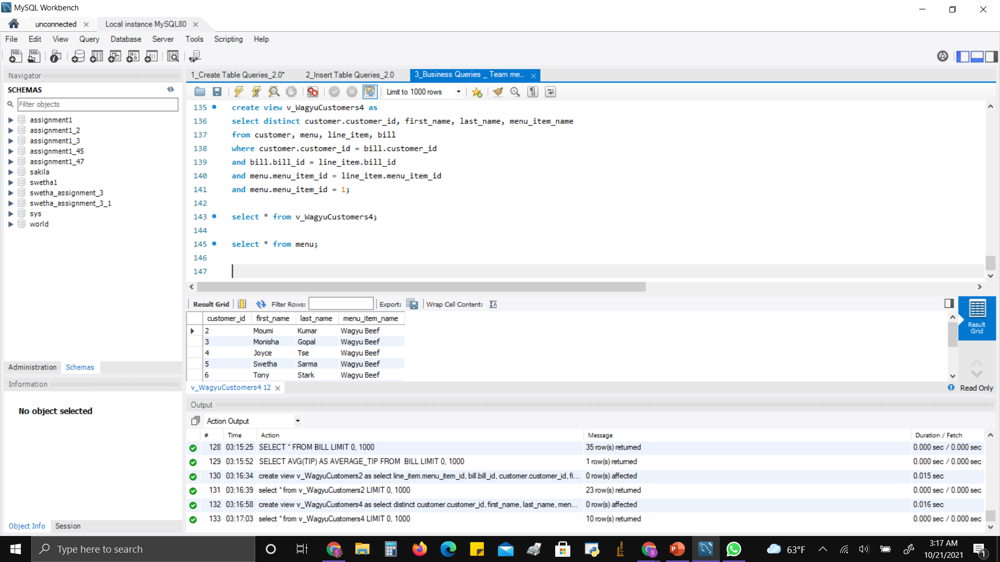 MySQL Workbench
unconnected
Local instance MySQL80
File Edit View Query Database Server Tools Scripting Help
Navigator
SCHEMAS
Filter objects
assignment1
assignment1_2
assignment1_3
assignment1_45
assignment1_47
sakila
swetha1
swetha_assignment_3
swetha_assignment_3_1
sys
world
Administration Schemas
Information
No object selected
Object Info Session
1_Create Table Queries_2.0* 2_Insert Table Queries_2.0 3_Business Queries _ Team me...
Limit to 1000 rows
135 create view v_WagyuCustomers4 as
136 select distinct customer.customer_id, first_name, last_name, menu_item_name
137 from customer, menu, line_item, bill
138 where customer.customer_id = bill.customer_id
139 and bill.bill_id = line_item.bill_id
140 and menu.menu_item_id = line_item.menu_item_id
141 and menu.menu_item_id = 1;
142
143 select * from v_WagyuCustomers4;
144
145 select * from menu;
146
147
Result Grid Filter Rows: Export: Wrap Cell Content:
customer_id first_name last_name menu_item_name
2 Moumi Kumar Wagyu Beef
3 Monisha Gopal Wagyu Beef
4 Joyce Tse Wagyu Beef
5 Swetha Sarma Wagyu Beef
6 Tony Stark Wagyu Beef
Result
Grid
v_WagyuCustomers4 12
Read Only
Output
Action Output
# Time Action Message Duration / Fetch
128 03:15:25 SELECT * FROM BILL LIMIT 0, 1000 35 row(s) returned 0.000 sec / 0.000 sec
129 03:15:52 SELECT AVG(TIP) AS AVERAGE_TIP FROM BILL LIMIT 0, 1000 1 row(s) returned 0.000 sec / 0.000 sec
130 03:16:34 create view v_WagyuCustomers2 as select line_item.menu_item_id, bill.bill_id, customer.customer_id, fi... 0 row(s) affected 0.015 sec
131 03:16:39 select * from v_WagyuCustomers2 LIMIT 0, 1000 23 row(s) returned 0.000 sec / 0.000 sec
132 03:16:58 create view v_WagyuCustomers4 as select distinct customer.customer_id, first_name, last_name, men... 0 row(s) affected 0.016 sec
133 03:17:03 select * from v_WagyuCustomers4 LIMIT 0, 1000 10 row(s) returned 0.000 sec / 0.000 sec
Type here to search
63°F
3:17 AM
10/21/2021
1